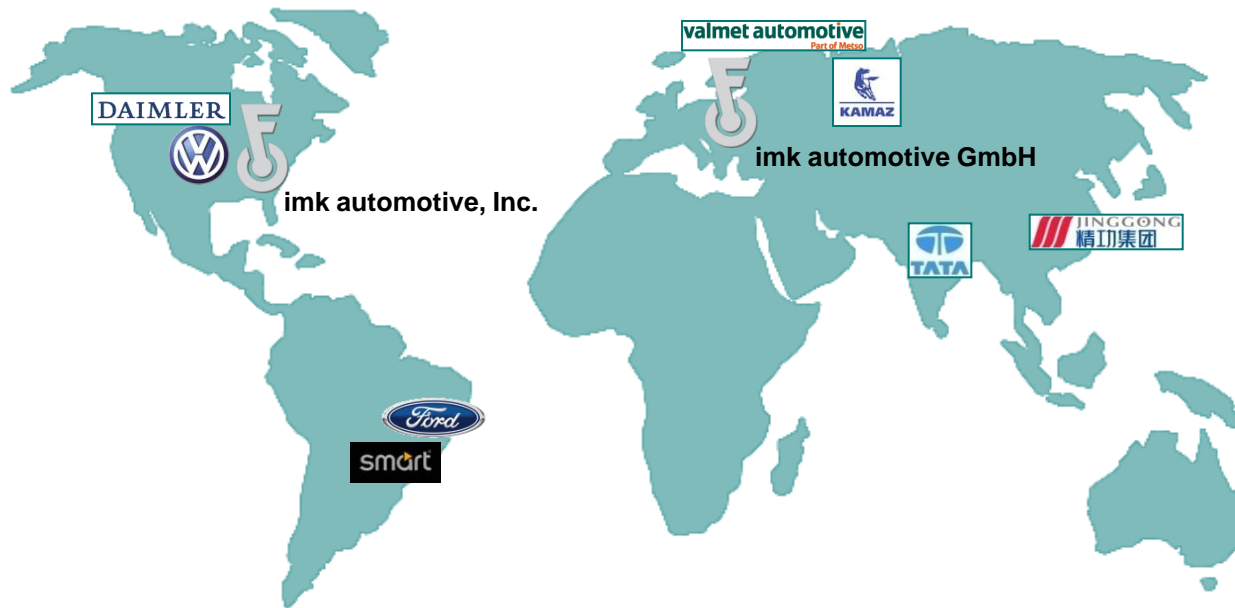 valmet automotive
Part of Metso
DAIMLER
KAMAZ
imk automotive GmbH
imk automotive, Inc.
JINGGONG
精功集团
TATA
Ford
smart